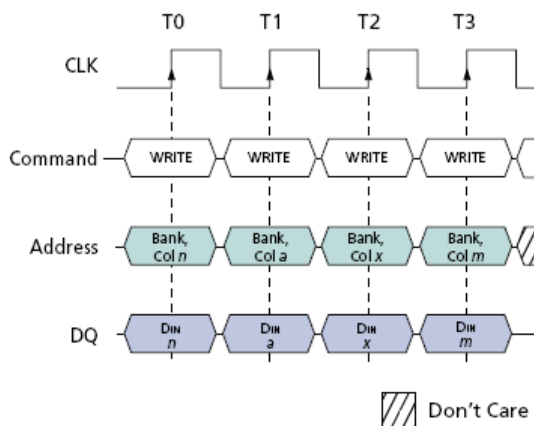 T0 T1 T2 T3
CLK
Command WRITE WRITE WRITE WRITE
Address Bank, Bank, Bank, Bank,
Col n Col a Col x Col m
DQ DIN DIN DIN DIN
n a x m
Don't Care